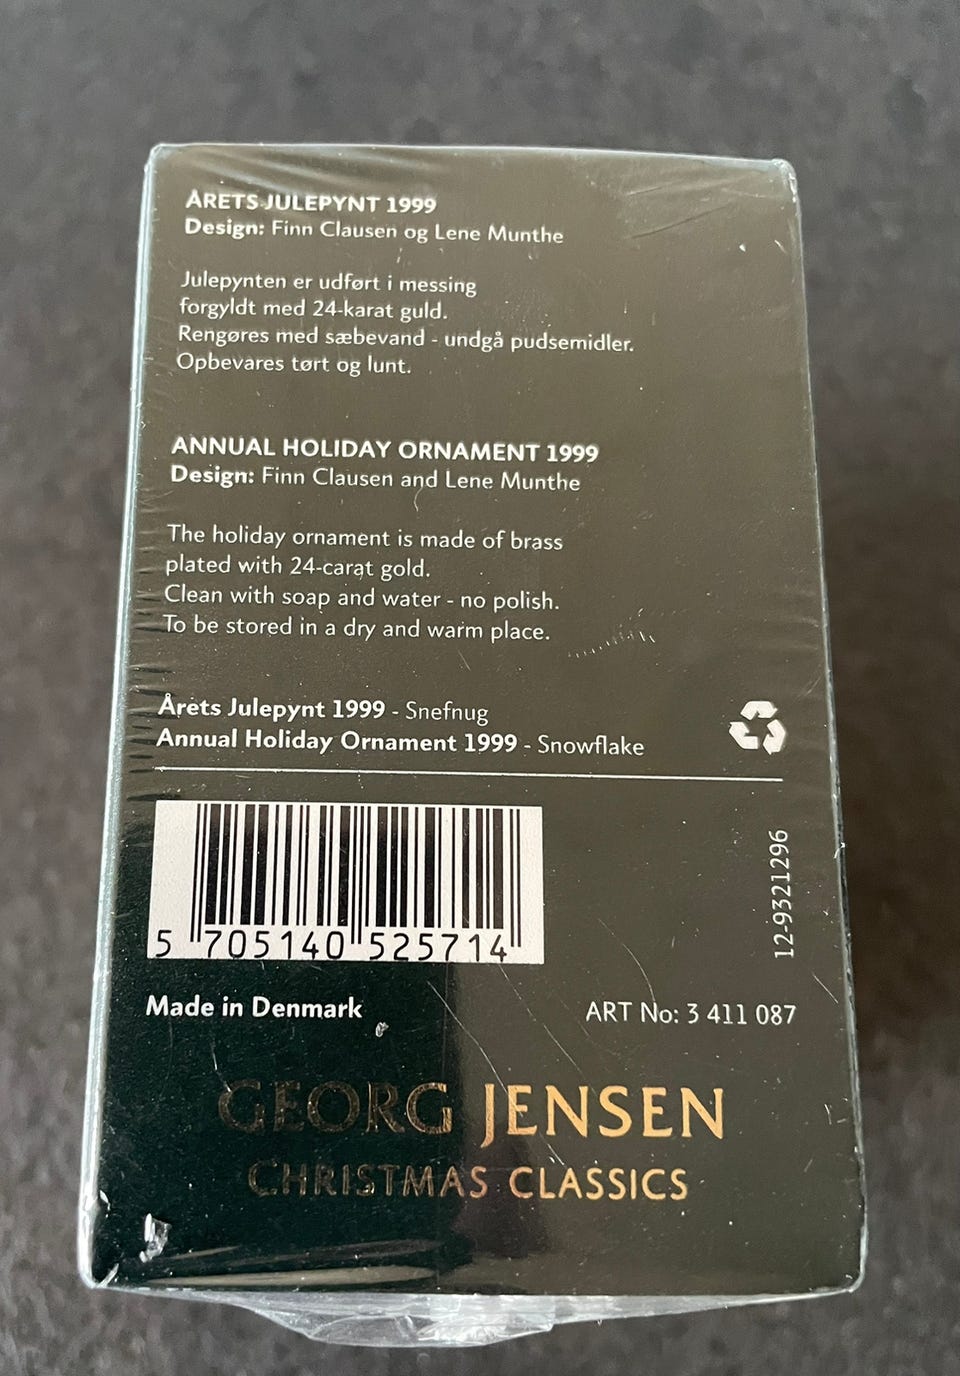 ÅRETS JULEPYNT 1999
Design: Finn Clausen og Lene Munthe
Julepynten er udført i messing
forgyldt med 24-karat guld.
Rengøres med sæbevand - undgå pudsemidler.
Opbevares tørt og lunt.
ANNUAL HOLIDAY ORNAMENT 1999
Design: Finn Clausen and Lene Munthe
The holiday ornament is made of brass
plated with 24-carat gold.
Clean with soap and water - no polish.
To be stored in a dry and warm place.
Årets Julepynt 1999 - Snefnug
Annual Holiday Ornament 1999 - Snowflake
5 705140 525714
12-9321296
Made in Denmark
ART No: 3 411 087
GEORG JENSEN
CHRISTMAS CLASSICS